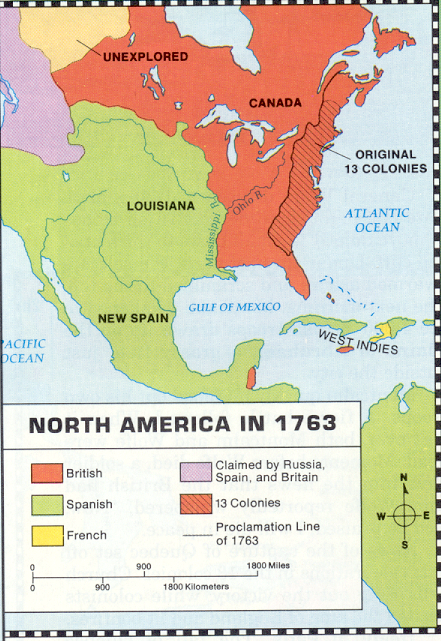 UNEXPLORED
CANADA
ORIGINAL
13 COLONIES
LOUISIANA
Ohio R.
Mississippi R.
ATLANTIC
OCEAN
GULF OF MEXICO
NEW SPAIN
WEST INDIES
PACIFIC
OCEAN
NORTH AMERICA IN 1763
British
Spanish
French
Claimed by Russia,
Spain, and Britain
13 Colonies
Proclamation Line
of 1763
0 900 1800 Miles
0 900 1800 Kilometers
N
W E
S